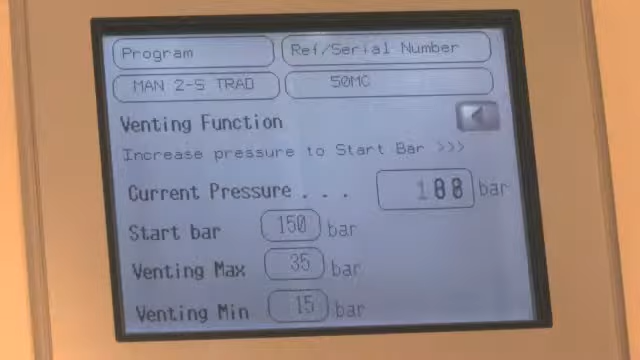 Program
Ref/Serial Number
MAN 2-S TRAD
50MC
Venting Function
Increase pressure to Start Bar >>>
Current Pressure . . . bar
Start bar 150 bar
Venting Max 35 bar
Venting Min 15 bar